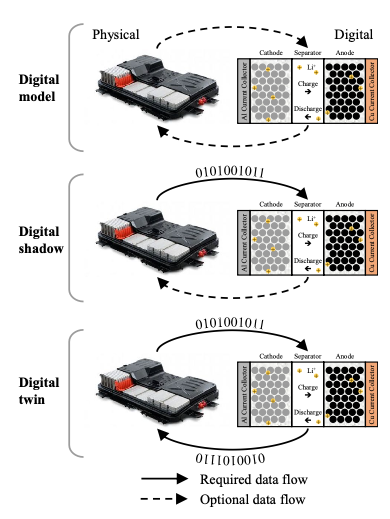 Physical
Digital
Digital
model
Cathode
Separator
Anode
Al Current Collector
Li+
Charge
Discharge
Cu Current Collector
Digital
shadow
0101001011
Cathode
Separator
Anode
Al Current Collector
Li+
Charge
Discharge
Cu Current Collector
Digital
twin
0101001011
Cathode
Separator
Anode
Al Current Collector
Li+
Charge
Discharge
Cu Current Collector
0100101110
Required data flow
Optional data flow